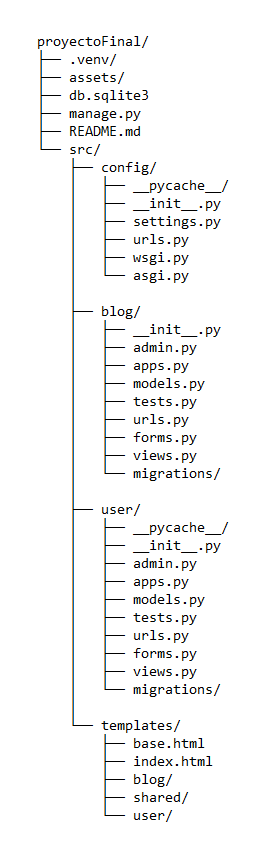 proyectoFinal/
├── .venv/
├── assets/
├── db.sqlite3
├── manage.py
├── README.md
└── src/
    ├── config/
    │   ├── __pycache__/
    │   ├── __init__.py
    │   ├── settings.py
    │   ├── urls.py
    │   ├── wsgi.py
    │   └── asgi.py
    │
    ├── blog/
    │   ├── __init__.py
    │   ├── admin.py
    │   ├── apps.py
    │   ├── models.py
    │   ├── tests.py
    │   ├── urls.py
    │   ├── forms.py
    │   ├── views.py
    │   └── migrations/
    │
    ├── user/
    │   ├── __pycache__/
    │   ├── __init__.py
    │   ├── admin.py
    │   ├── apps.py
    │   ├── models.py
    │   ├── tests.py
    │   ├── urls.py
    │   ├── forms.py
    │   ├── views.py
    │   └── migrations/
    │
    └── templates/
        ├── base.html
        ├── index.html
        ├── blog/
        ├── shared/
        └── user/